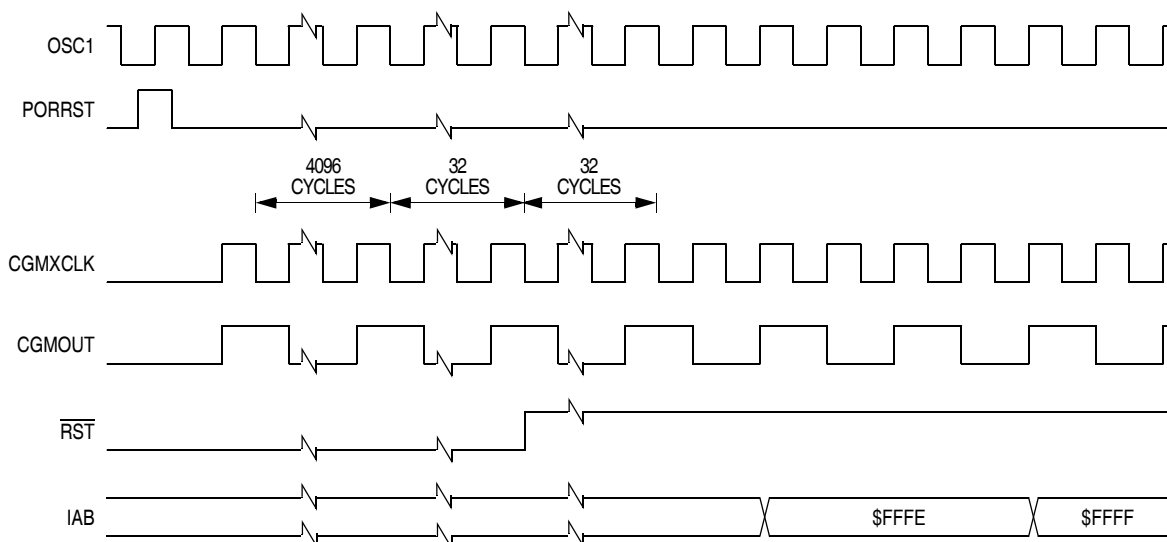 OSC1
PORRST
4096
CYCLES
32
CYCLES
32
CYCLES
CGMXCLK
CGMOUT
RST
IAB
$FFFE
$FFFF